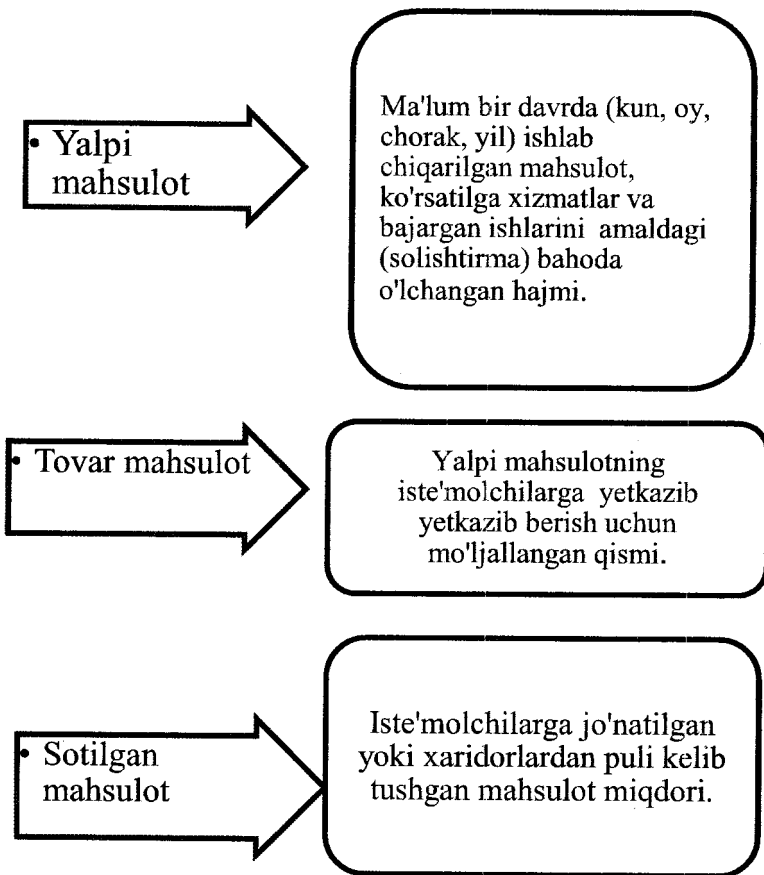 • Yalpi
mahsulot
Ma'lum bir davrda (kun, oy,
chorak, yil) ishlab
chiqarilgan mahsulot,
ko'rsatilga xizmatlar va
bajargan ishlarini amaldagi
(solishtirma) bahoda
o'lchangan hajmi.
• Tovar mahsulot
Yalpi mahsulotning
iste'molchilarga yetkazib
yetkazib berish uchun
mo'ljallangan qismi.
• Sotilgan
mahsulot
Iste'molchilarga jo'natilgan
yoki xaridorlardan puli kelib
tushgan mahsulot miqdori.